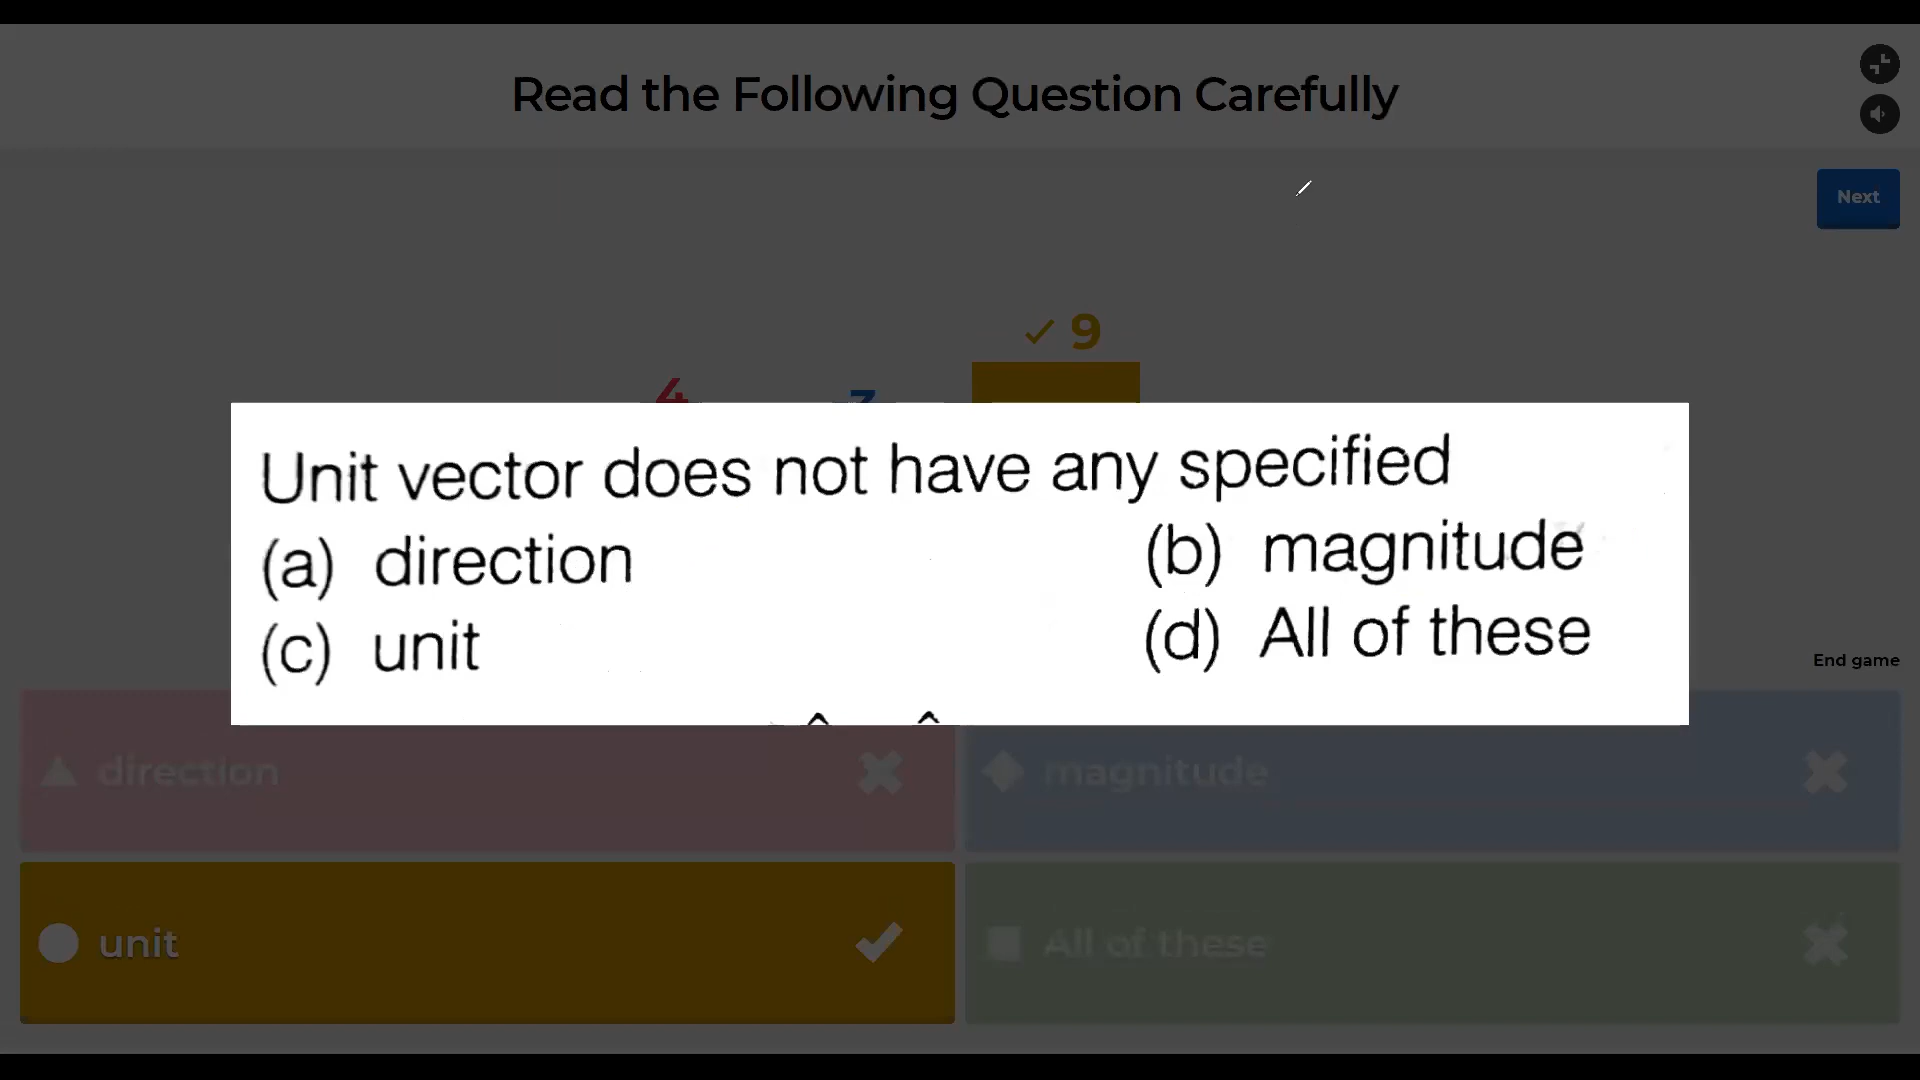 Read the Following Question Carefully
Next
9
4
Unit vector does not have any specified
(a) direction
(b) magnitude
(c) unit
(d) All of these
End game
direction
magnitude
unit
All of these